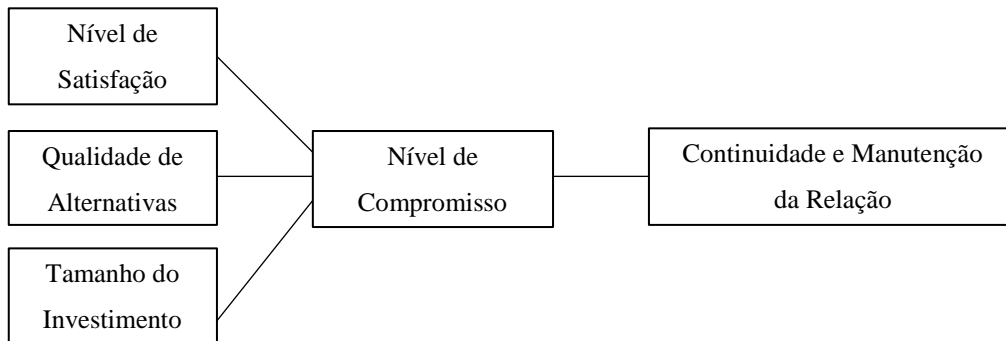 Nível de
Satisfação
Qualidade de
Alternativas
Tamanho do
Investimento
Nível de
Compromisso
Continuidade e Manutenção
da Relação